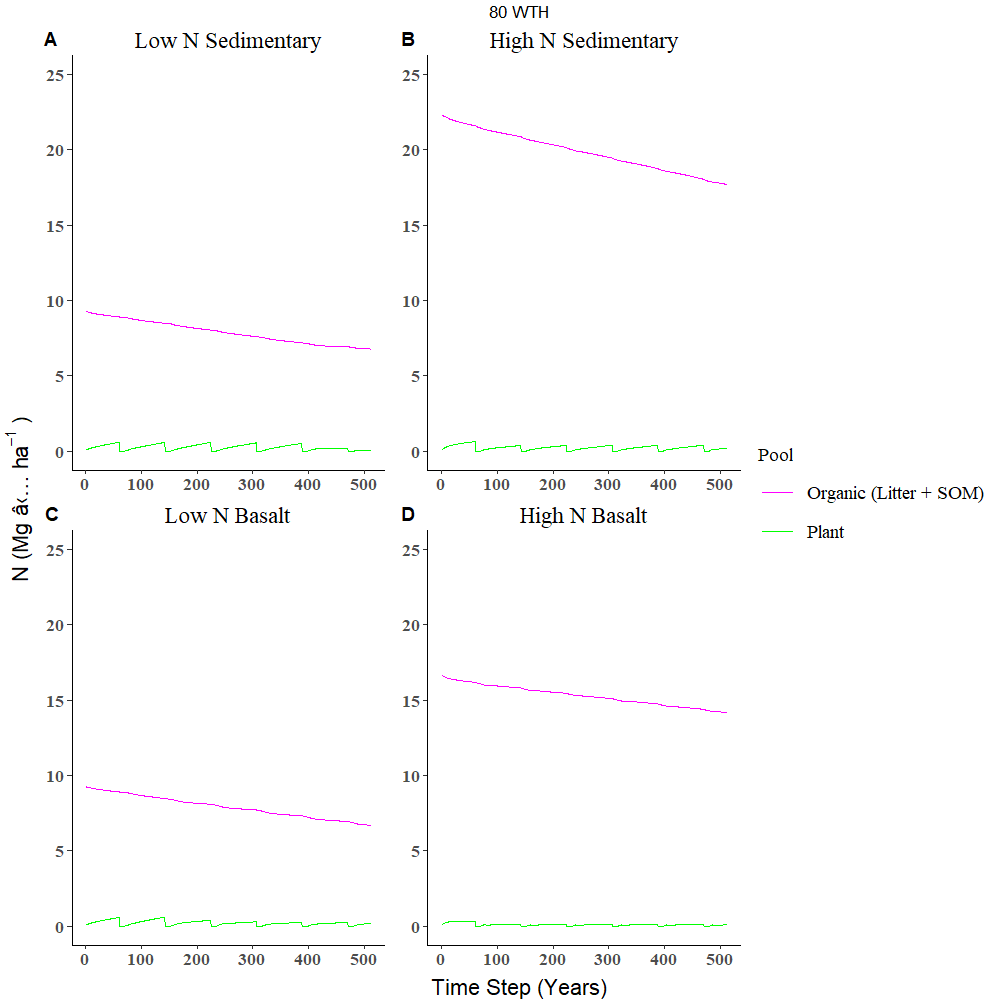 80 WTH
A Low N Sedimentary
B High N Sedimentary
25
20
15
10
5
0
0 100 200 300 400 500
0 100 200 300 400 500
25
20
15
10
5
0
N (Mg â‹… ha⁻¹ )
Pool
Organic (Litter + SOM)
Plant
C Low N Basalt
D High N Basalt
25
20
15
10
5
0
0 100 200 300 400 500
25
20
15
10
5
0
0 100 200 300 400 500
Time Step (Years)